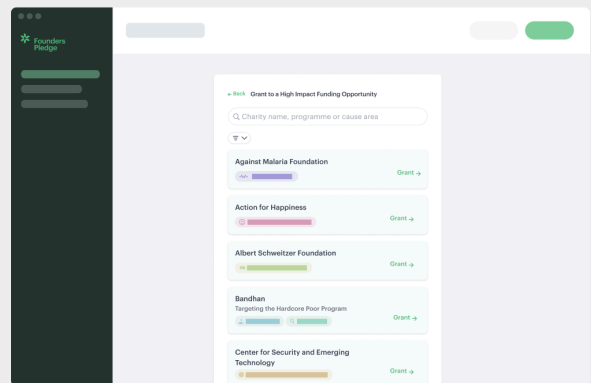 Founders
Pledge
← Back Grant to a High Impact Funding Opportunity
Charity name, programme or cause area
Against Malaria Foundation
Grant →
Action for Happiness
Grant →
Albert Schweitzer Foundation
Grant →
Bandhan
Targeting the Hardcore Poor Program
Grant →
Center for Security and Emerging
Technology
Grant →